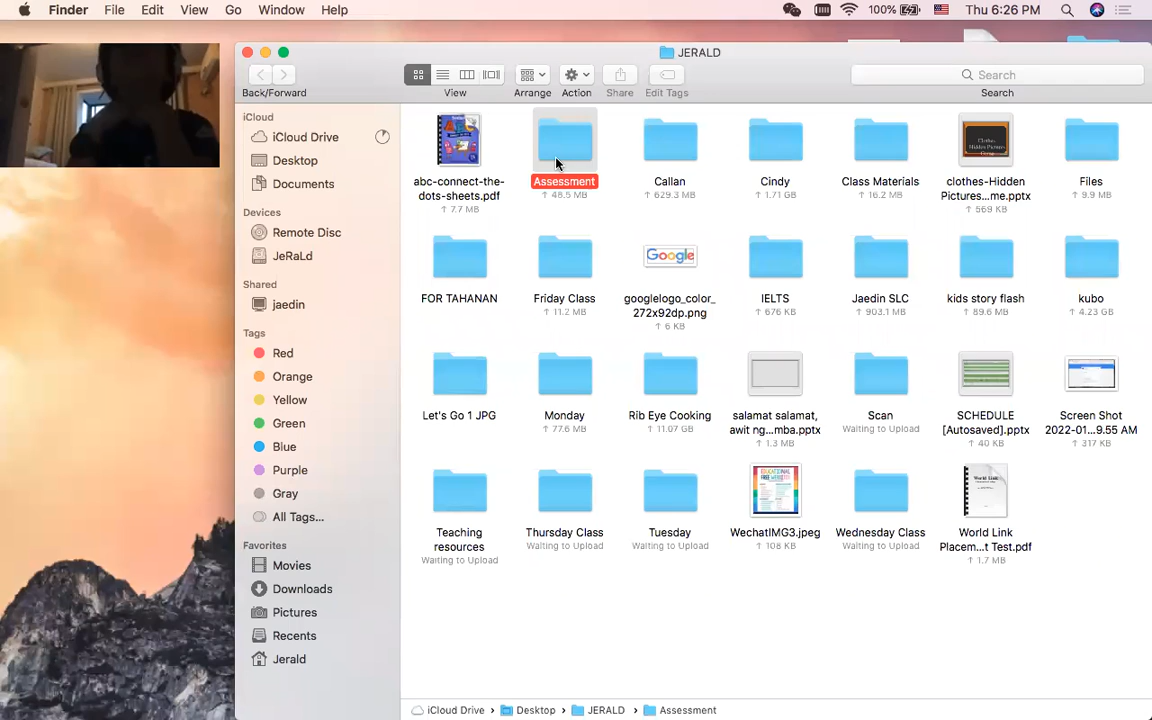 Finder File Edit View Go Window Help 100% Thu 6:26 PM
JERALD
Back/Forward View Arrange Action Share Edit Tags Search
Search
iCloud
iCloud Drive
Desktop
Documents
Devices
Remote Disc
JeRaLd
Shared
jaedin
Tags
Red
Orange
Yellow
Green
Blue
Purple
Gray
All Tags...
Favorites
Movies
Downloads
Pictures
Recents
Jerald
abc-connect-the-
dots-sheets.pdf
↑ 7.7 MB
Assessment
↑ 48.5 MB
Callan
↑ 629.3 MB
Cindy
↑ 1.71 GB
Class Materials
↑ 16.2 MB
clothes-Hidden
Pictures...me.pptx
↑ 569 KB
Files
↑ 9.9 MB
FOR TAHANAN
Friday Class
↑ 11.2 MB
Google
googlelogo_color_
272x92dp.png
↑ 6 KB
IELTS
↑ 676 KB
Jaedin SLC
↑ 903.1 MB
kids story flash
↑ 89.6 MB
kubo
↑ 4.23 GB
Let's Go 1 JPG
Monday
↑ 77.6 MB
Rib Eye Cooking
↑ 11.07 GB
salamat salamat,
awit ng...mba.pptx
↑ 1.3 MB
Scan
Waiting to Upload
SCHEDULE
[Autosaved].pptx
↑ 40 KB
Screen Shot
2022-01...9.55 AM
↑ 317 KB
Teaching
resources
Waiting to Upload
Thursday Class
Waiting to Upload
Tuesday
Waiting to Upload
WechatIMG3.jpeg
↑ 108 KB
Wednesday Class
Waiting to Upload
World Link
World Link
Placem...t Test.pdf
↑ 1.7 MB
iCloud Drive › Desktop › JERALD › Assessment